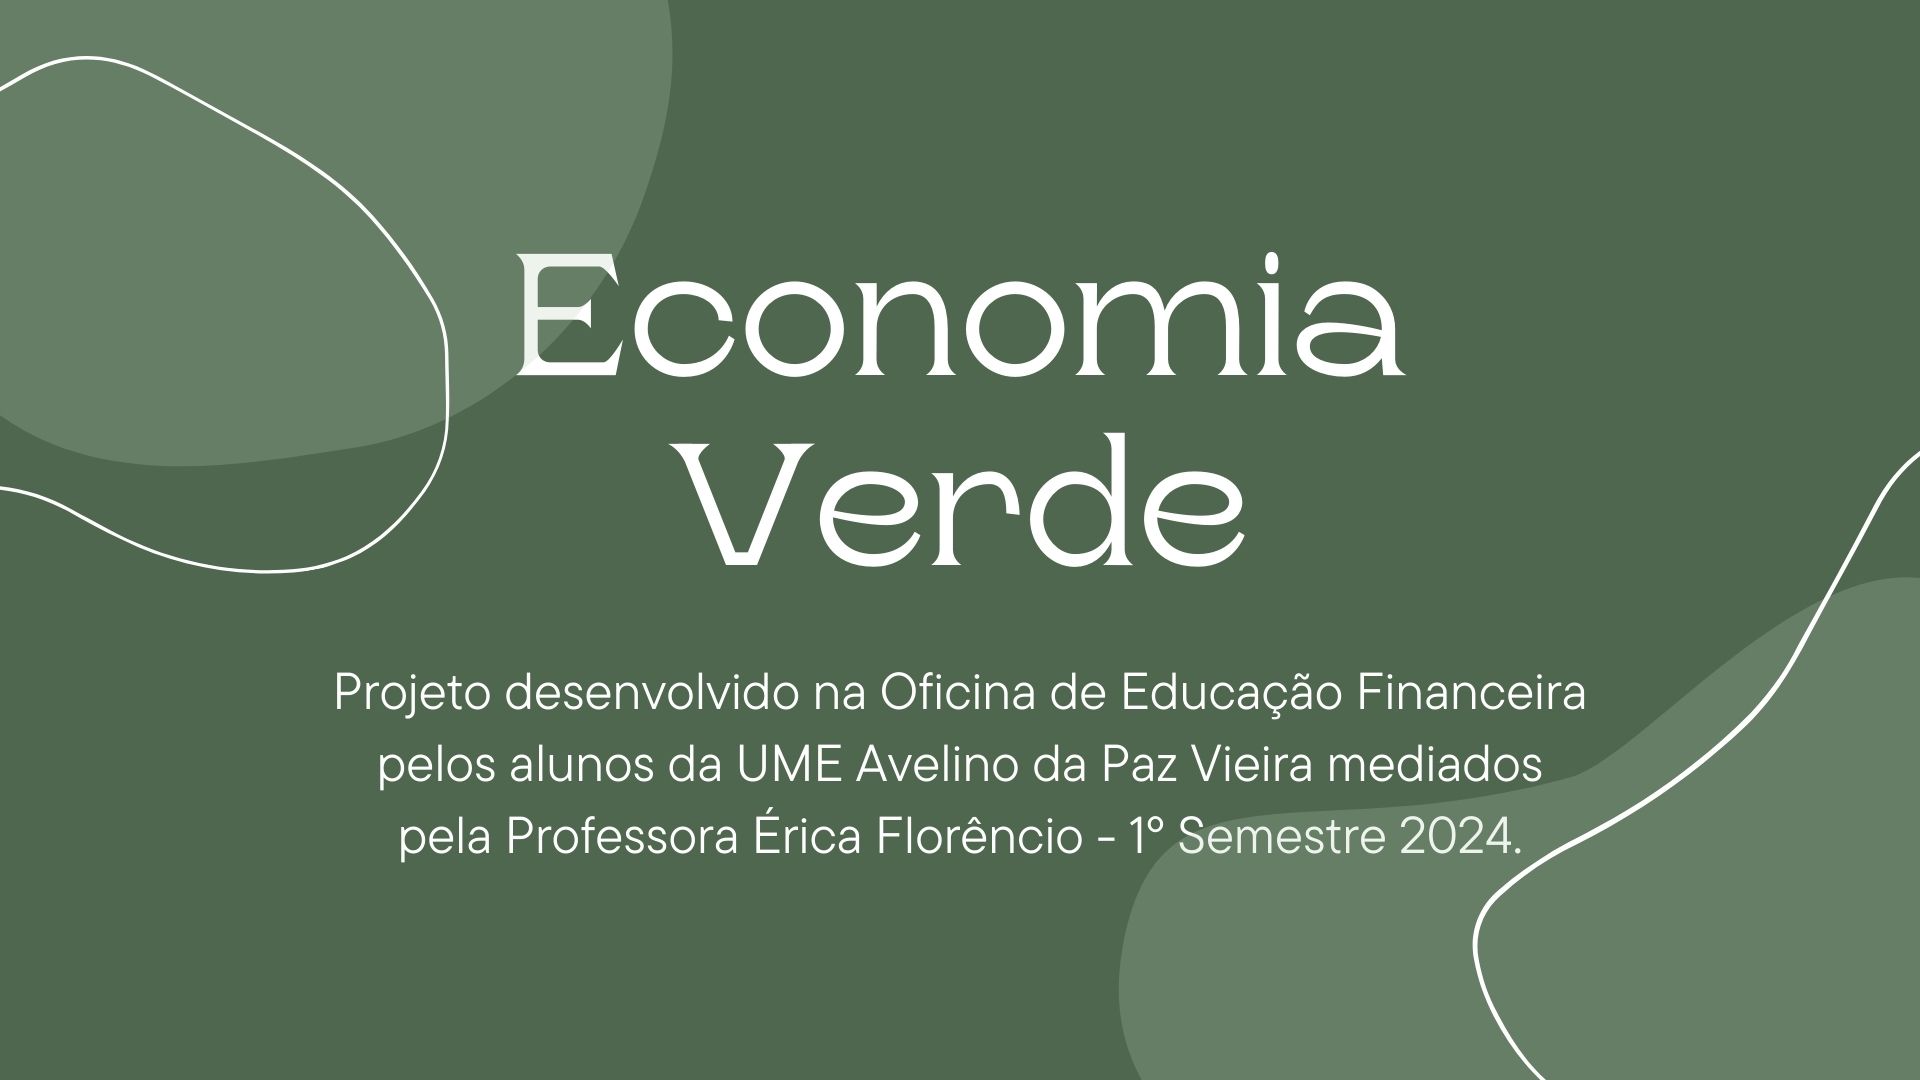 Economia
Verde
Projeto desenvolvido na Oficina de Educação Financeira
pelos alunos da UME Avelino da Paz Vieira mediados
pela Professora Érica Florêncio - 1º Semestre 2024.